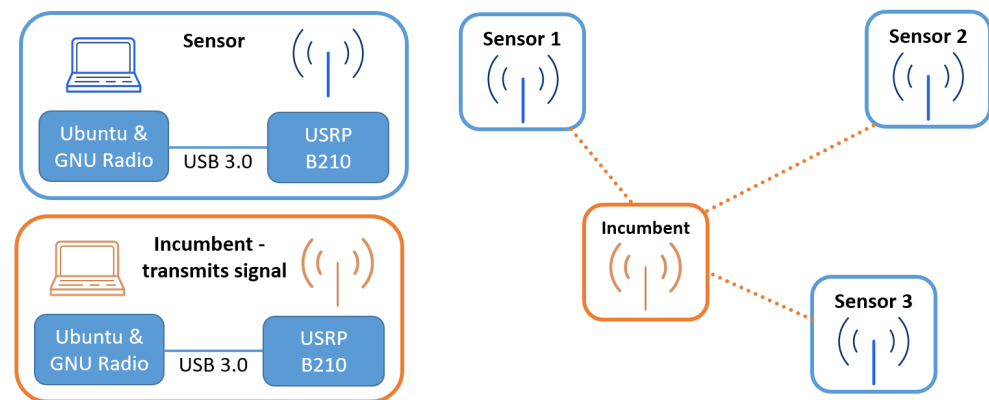 Sensor
Ubuntu &
GNU Radio
USB 3.0
USRP
B210
Incumbent -
transmits signal
Ubuntu &
GNU Radio
USB 3.0
USRP
B210
Sensor 1
Sensor 2
Incumbent
Sensor 3